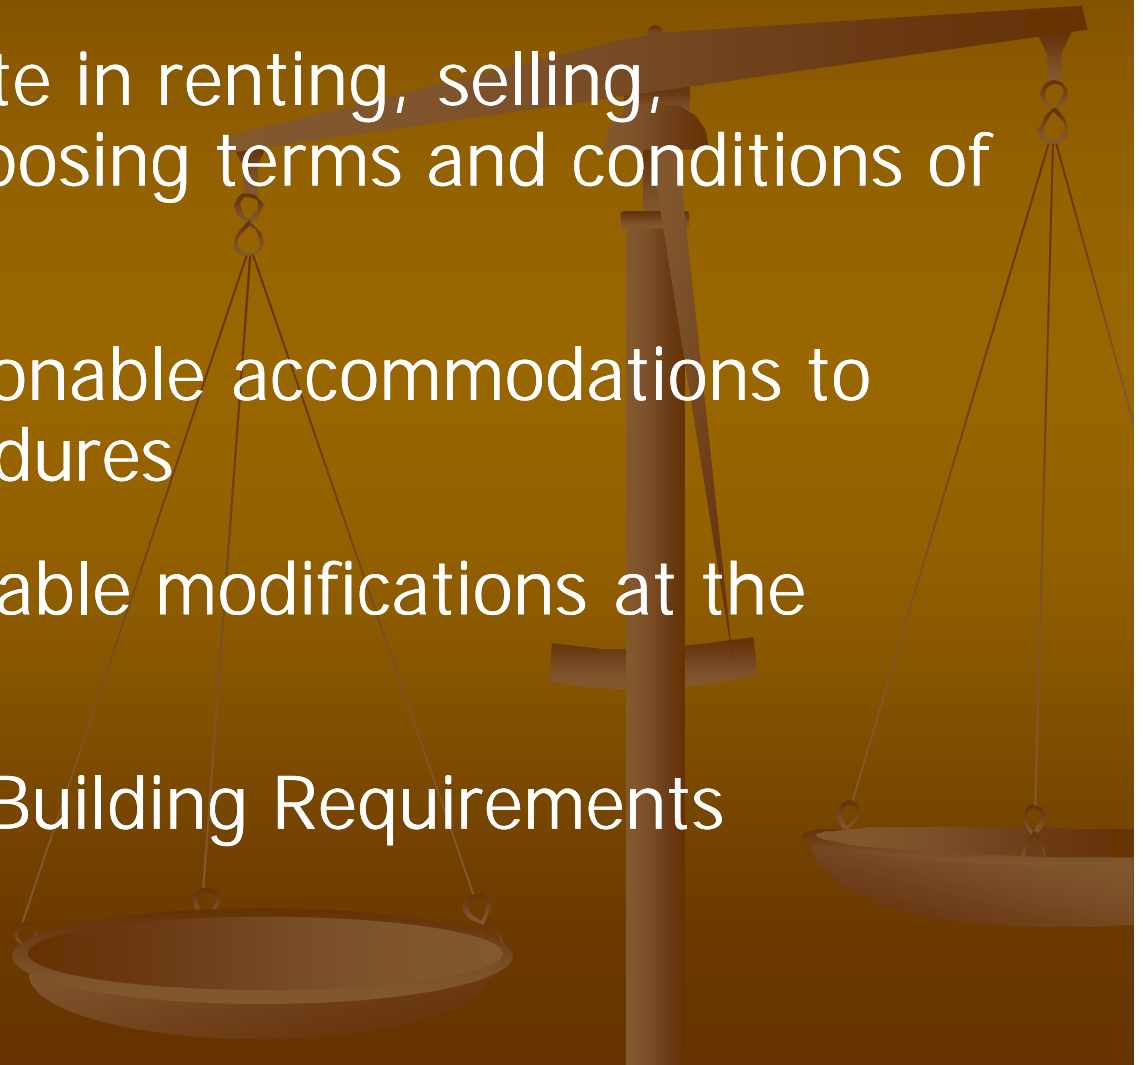 te in renting, selling,
posing terms and conditions of
onable accommodations to
dures
able modifications at the
Building Requirements